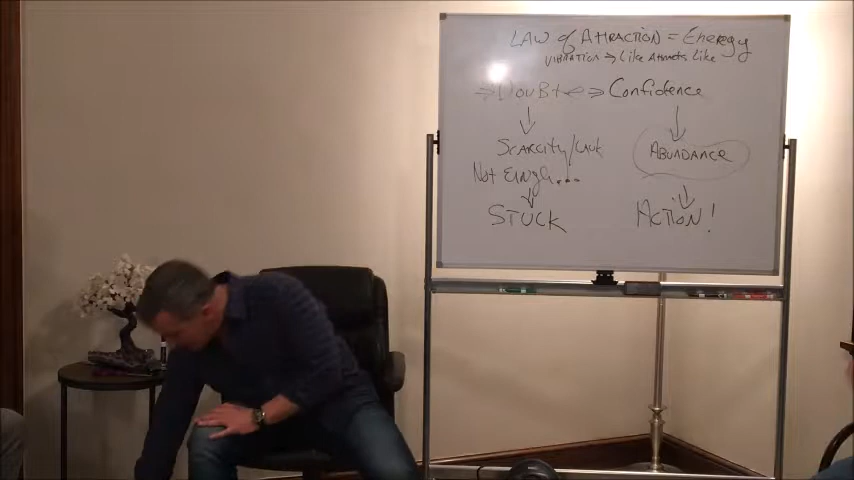 LAW of ATTRACTION = Energy
VIBRATION → Like Attracts Like
→ Doubt ← → Confidence
Scarcity/Lack
ABUNDANCE
Not Enough...
STUCK
ACTION!